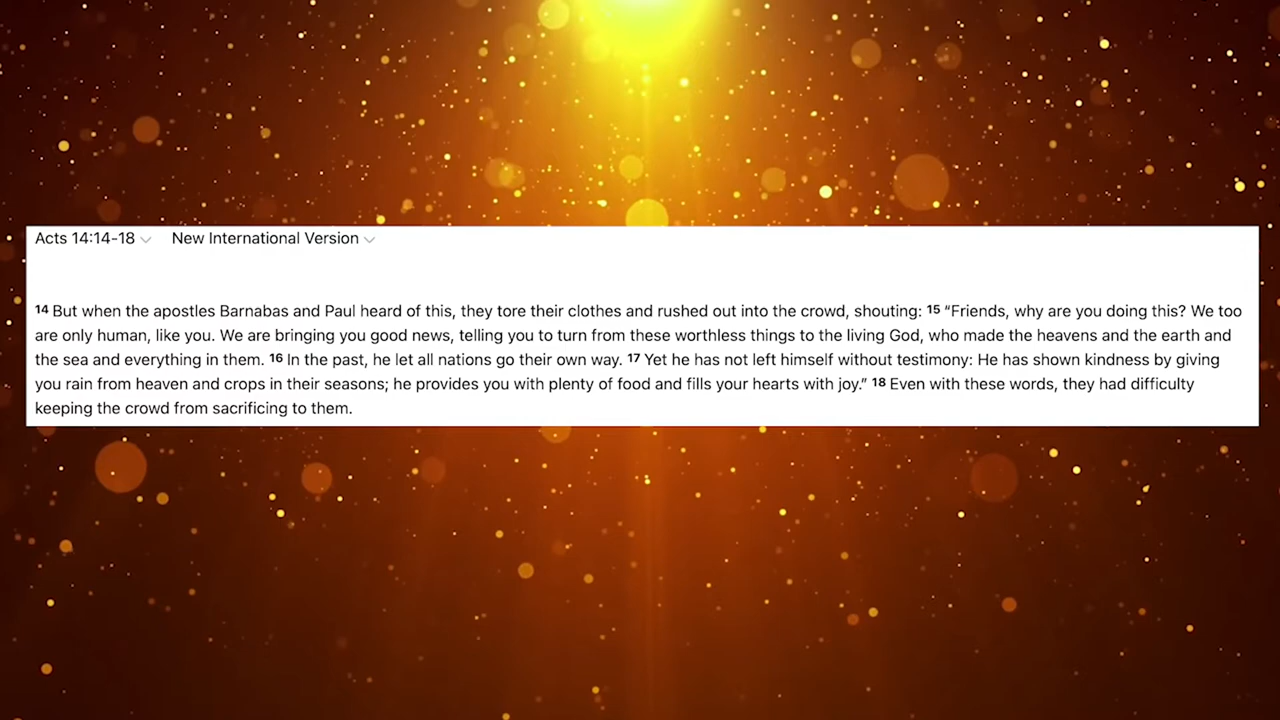 Acts 14:14-18 New International Version
14 But when the apostles Barnabas and Paul heard of this, they tore their clothes and rushed out into the crowd, shouting: 15 “Friends, why are you doing this? We too
are only human, like you. We are bringing you good news, telling you to turn from these worthless things to the living God, who made the heavens and the earth and
the sea and everything in them. 16 In the past, he let all nations go their own way. 17 Yet he has not left himself without testimony: He has shown kindness by giving
you rain from heaven and crops in their seasons; he provides you with plenty of food and fills your hearts with joy.” 18 Even with these words, they had difficulty
keeping the crowd from sacrificing to them.